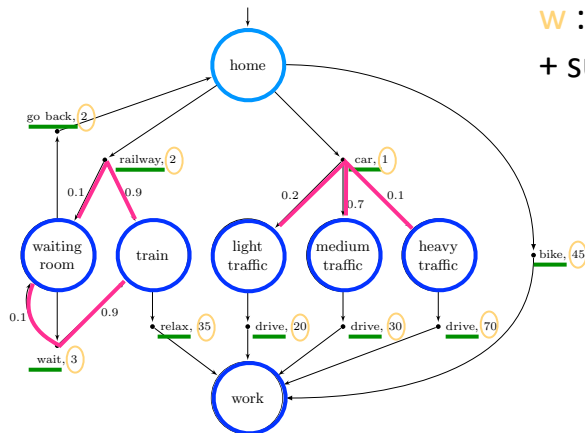 w :
+ s
home
go back, 2
railway, 2
car, 1
0.1
0.9
0.2
0.7
0.1
waiting
room
train
light
traffic
medium
traffic
heavy
traffic
bike, 45
0.1
0.9
relax, 35
drive, 20
drive, 30
drive, 70
wait, 3
work